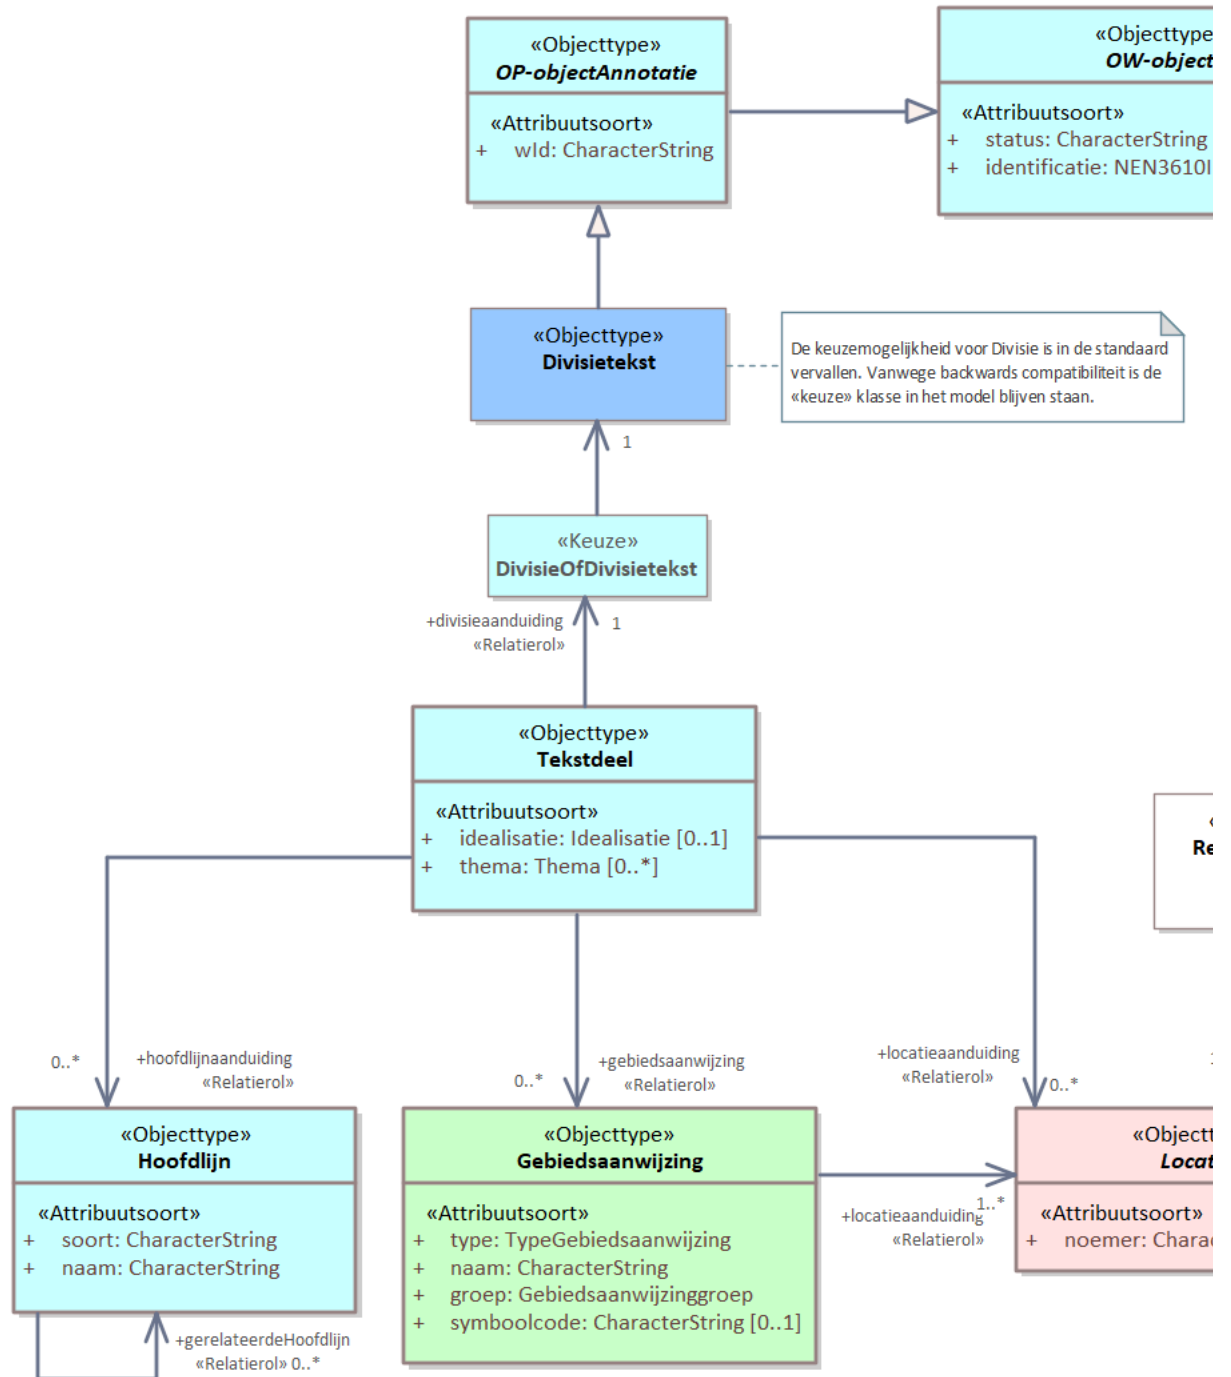 «Objecttype»
OP-objectAnnotatie
«Attribuutsoort»
+ wId: CharacterString
«Objecttype
OW-object
«Attribuutsoort»
+ status: CharacterString
+ identificatie: NEN3610I
«Objecttype»
Divisietekst
De keuzemogelijkheid voor Divisie is in de standaard
vervallen. Vanwege backwards compatibiliteit is de
«keuze» klasse in het model blijven staan.
1
«Keuze»
DivisieOfDivisietekst
+divisieaanduiding
«Relatierol»
1
«Objecttype»
Tekstdeel
«Attribuutsoort»
+ idealisatie: Idealisatie [0..1]
+ thema: Thema [0..*]
«
Re
0..*
+hoofdlijnaanduiding
«Relatierol»
0..*
+gebiedsaanwijzing
«Relatierol»
+locatieaanduiding
«Relatierol»
0..*
«Objecttype»
Hoofdlijn
«Attribuutsoort»
+ soort: CharacterString
+ naam: CharacterString
+gerelateerdeHoofdlijn
«Relatierol» 0..*
«Objecttype»
Gebiedsaanwijzing
«Attribuutsoort»
+ type: TypeGebiedsaanwijzing
+ naam: CharacterString
+ groep: Gebiedsaanwijzinggroep
+ symboolcode: CharacterString [0..1]
+locatieaanduiding
«Relatierol»
1..*
«Objectt
Locat
«Attribuutsoort»
+ noemer: Charac